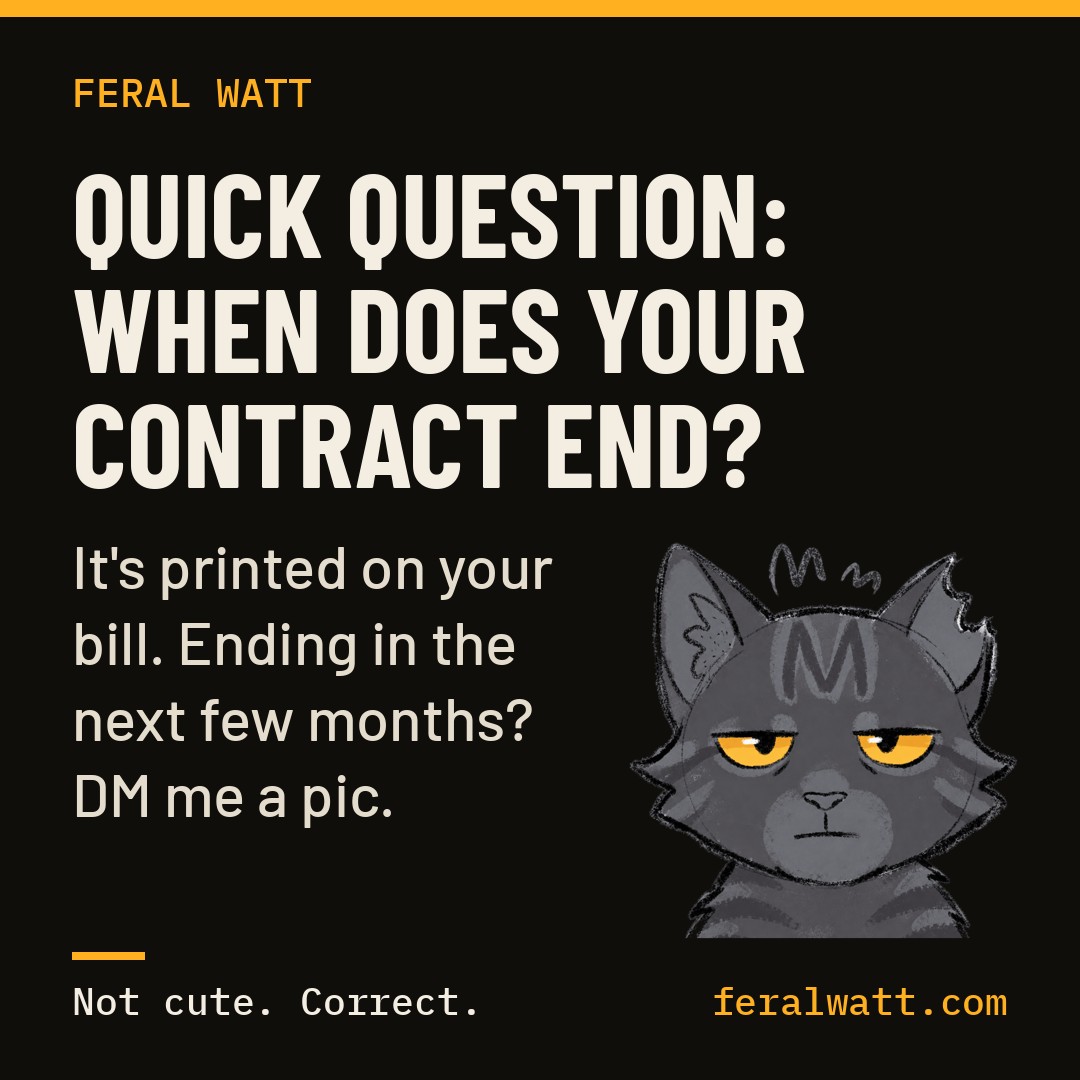 FERAL WATT
QUICK QUESTION:
WHEN DOES YOUR
CONTRACT END?
It's printed on your
bill. Ending in the
next few months?
DM me a pic.
Not cute. Correct.
feralwatt.com